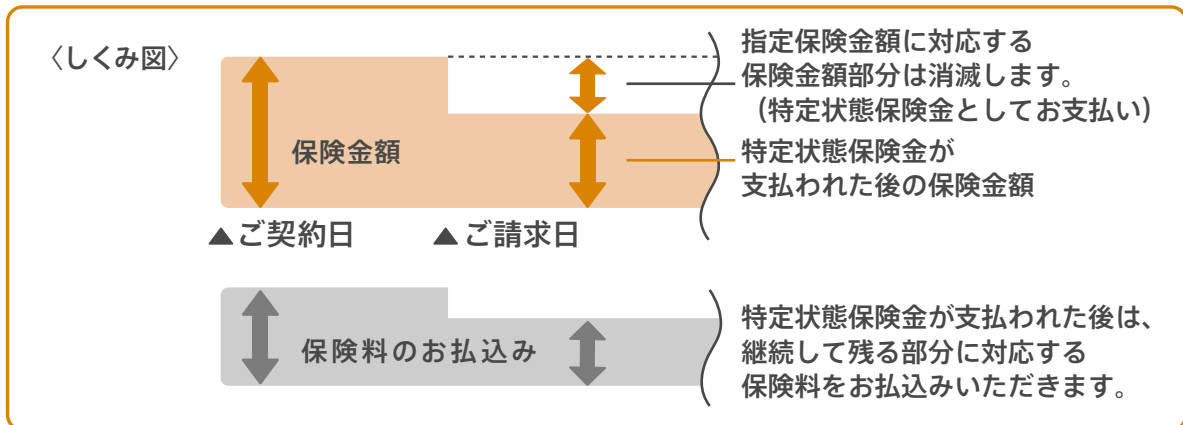 〈しくみ図〉
指定保険金額に対応する
保険金額部分は消滅します。
（特定状態保険金としてお支払い）
保険金額
特定状態保険金が
支払われた後の保険金額
▲ご契約日
▲ご請求日
保険料のお払込み
特定状態保険金が支払われた後は、
継続して残る部分に対応する
保険料をお払込みいただきます。